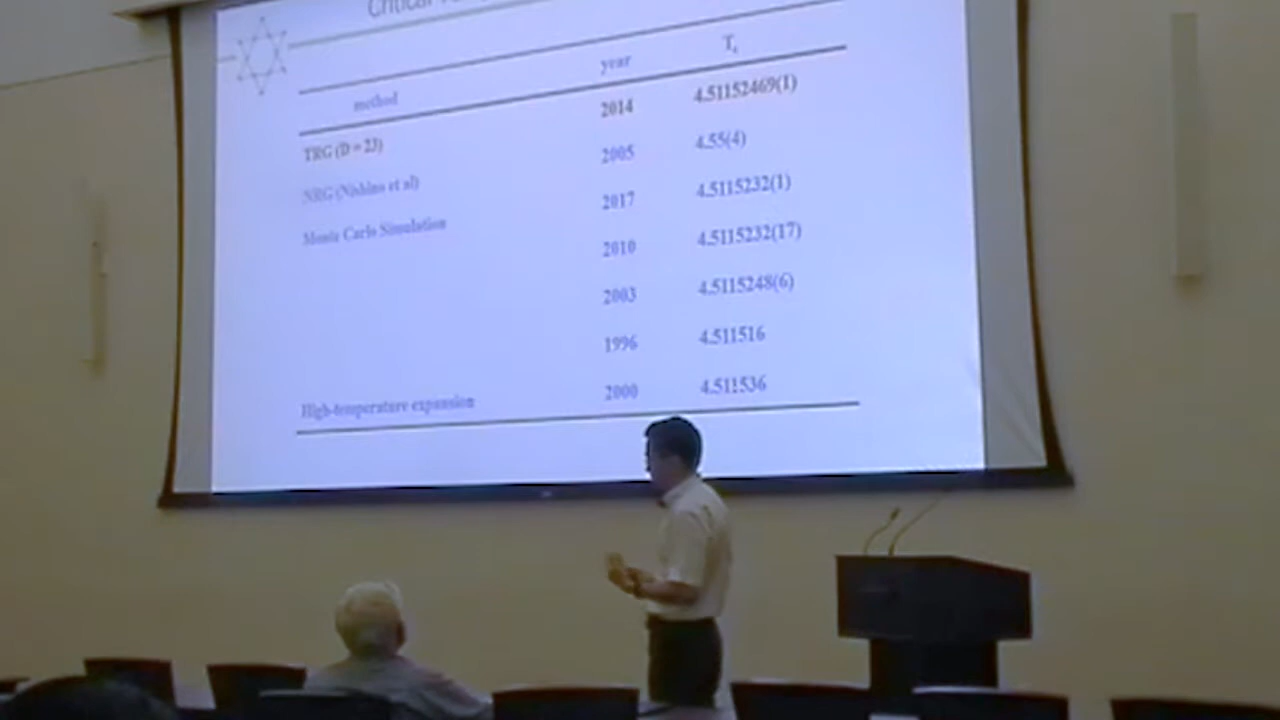 Critical
method year Tc
TRG (D = 23) 2014 4.51152469(1)
NRG (Nishino et al) 2005 4.55(4)
Monte Carlo Simulation 2017 4.5115232(1)
2010 4.5115232(17)
2003 4.5115248(6)
1996 4.511516
High-temperature expansion 2000 4.511536